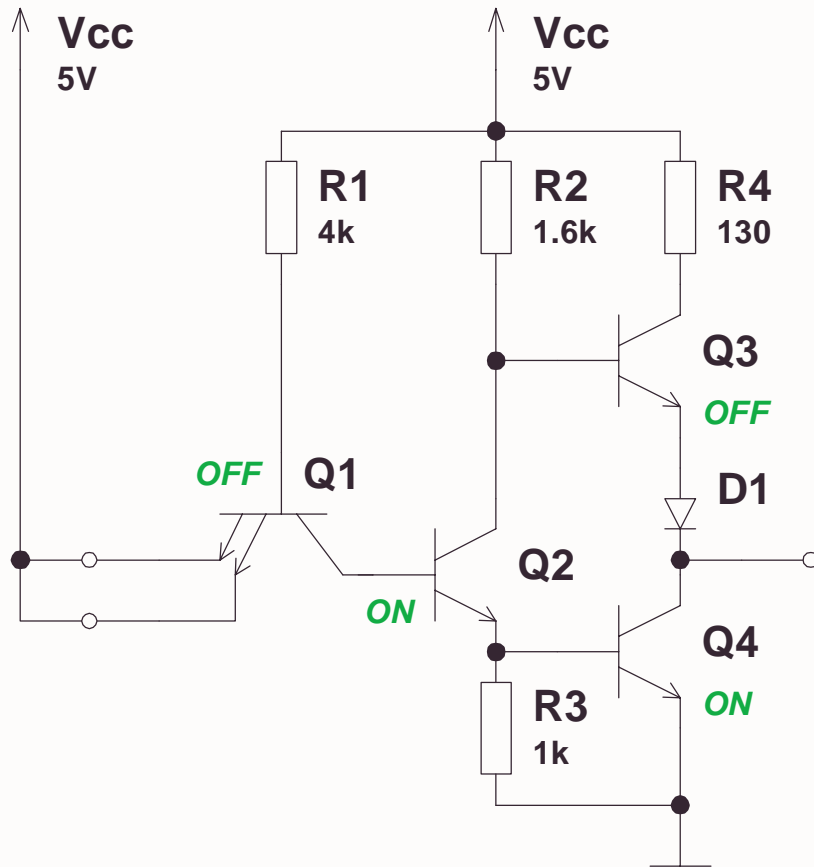 Vcc
5V
Vcc
5V
R1
4k
R2
1.6k
R4
130
Q3
OFF
OFF
Q1
D1
Q2
ON
Q4
ON
R3
1k